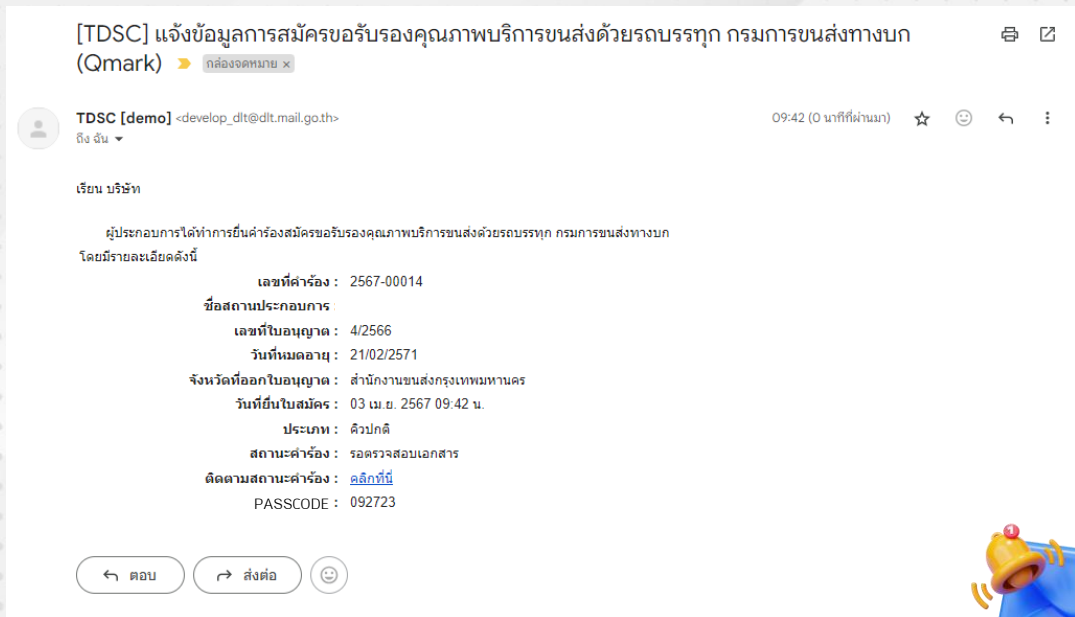 [TDSC] แจ้งข้อมูลการสมัครขอรับรองคุณภาพบริการขนส่งด้วยรถบรรทุก กรมการขนส่งทางบก
(Qmark) กล่องจดหมาย ×
TDSC [demo] <develop_dlt@dlt.mail.go.th> 09:42 (0 นาทีที่ผ่านมา)
ถึง ฉัน
เรียน บริษัท
ผู้ประกอบการได้ทำการยื่นคำร้องสมัครขอรับรองคุณภาพบริการขนส่งด้วยรถบรรทุก กรมการขนส่งทางบก
โดยมีรายละเอียดดังนี้
เลขที่คำร้อง : 2567-00014
ชื่อสถานประกอบการ :
เลขที่ใบอนุญาต : 4/2566
วันที่หมดอายุ : 21/02/2571
จังหวัดที่ออกใบอนุญาต : สำนักงานขนส่งกรุงเทพมหานคร
วันที่ยื่นใบสมัคร : 03 เม.ย. 2567 09:42 น.
ประเภท : คิวปกติ
สถานะคำร้อง : รอตรวจสอบเอกสาร
ติดตามสถานะคำร้อง : คลิกที่นี่
PASSCODE : 092723
ตอบ ส่งต่อ
1